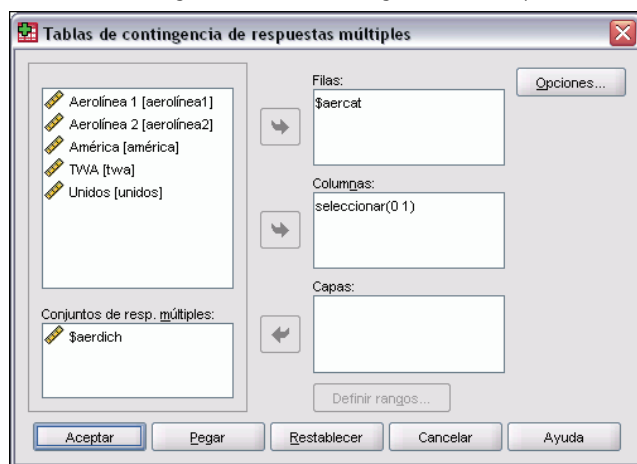 Tablas de contingencia de respuestas múltiples
Aerolínea 1 [aerolínea1]
Aerolínea 2 [aerolínea2]
América [américa]
TWA [twa]
Unidos [unidos]
Conjuntos de resp. múltiples:
$aerdich
Filas:
$aercat
Columnas:
seleccionar(0 1)
Capas:
Definir rangos...
Opciones...
Aceptar
Pegar
Restablecer
Cancelar
Ayuda